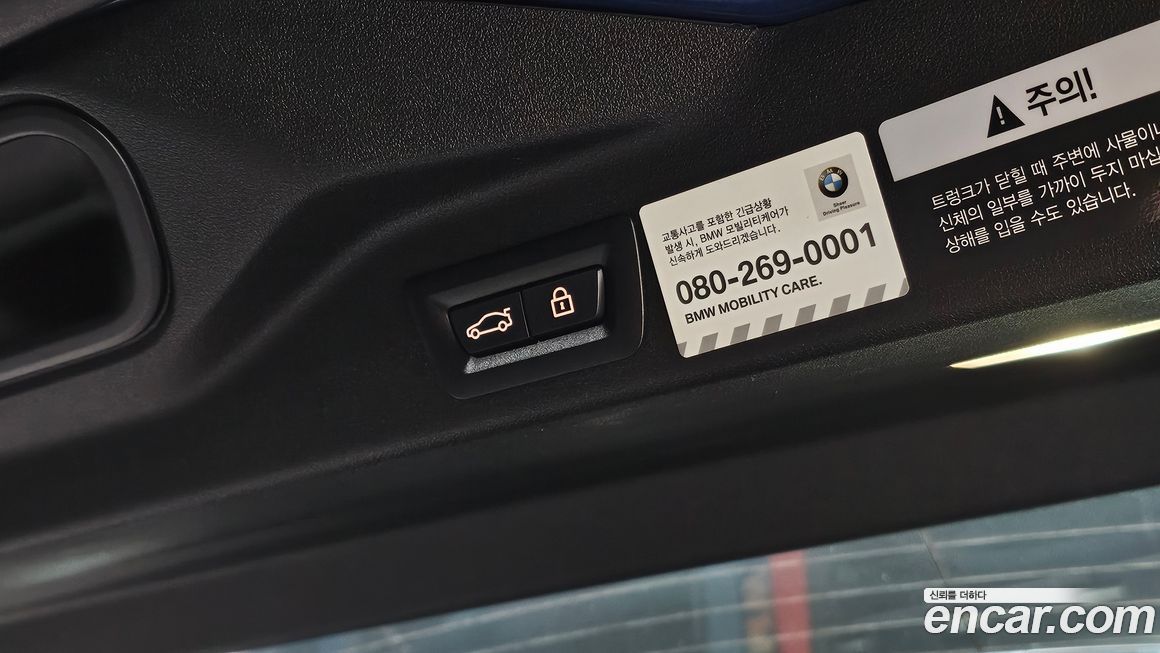 주의!
트렁크가 닫힐 때 주변에 사물이나
신체의 일부를 가까이 두지 마십
상해를 입을 수도 있습니다.
교통사고를 포함한 긴급상황
발생 시, BMW 모빌리티케어가
신속하게 도와드리겠습니다.
080-269-0001
BMW MOBILITY CARE.
Sheer
Driving Pleasure
신뢰를 더하다
encar.com